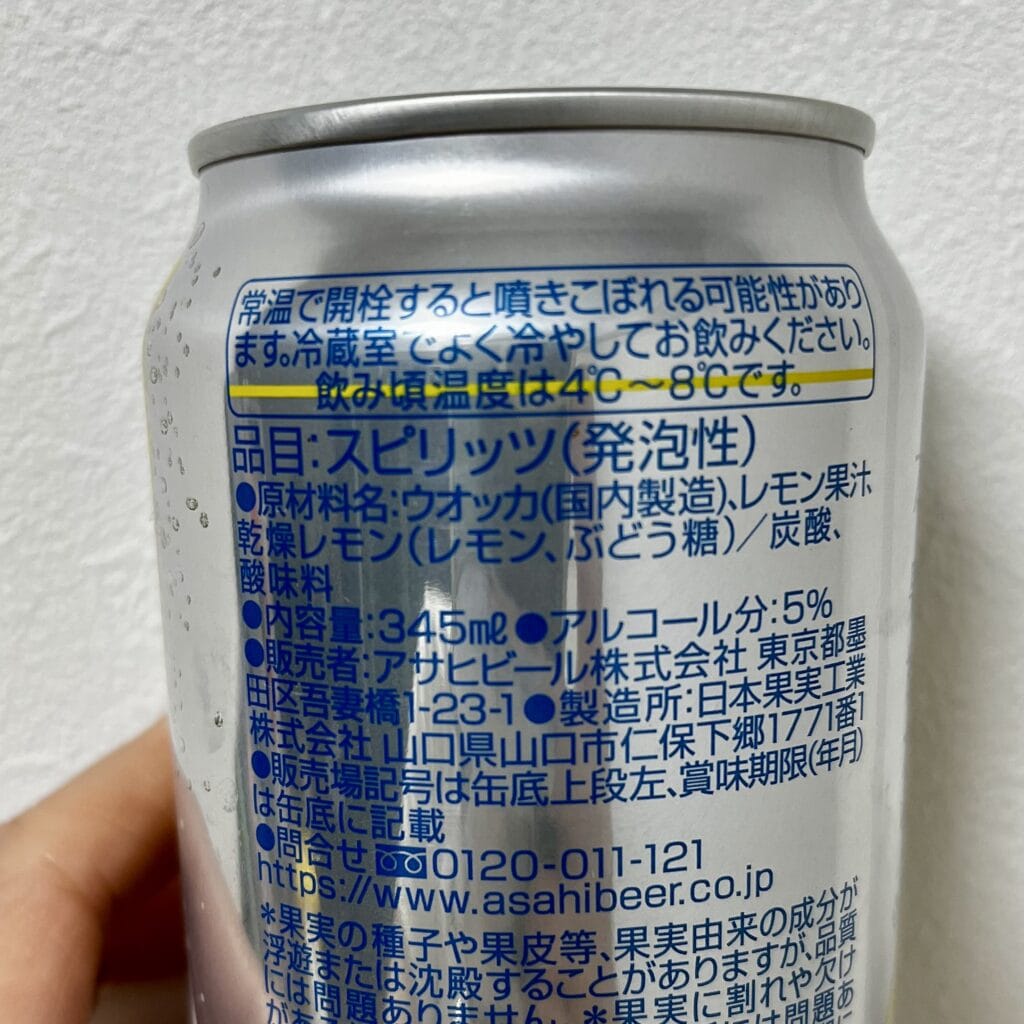 常温で開栓すると噴きこぼれる可能性があり
ます。冷蔵室でよく冷やしてお飲みください。
飲み頃温度は4℃〜8℃です。
品目:スピリッツ(発泡性)
●原材料名:ウオッカ(国内製造)、レモン果汁、
乾燥レモン(レモン、ぶどう糖)／炭酸、
酸味料
●内容量:345mℓ●アルコール分:5%
●販売者:アサヒビール株式会社 東京都墨
田区吾妻橋1-23-1●製造所:日本果実工業
株式会社 山口県山口市仁保下郷1771番1
●販売場記号は缶底上段左、賞味期限(年月)
は缶底に記載
●問合せ 0120-011-121
https://www.asahibeer.co.jp
*果実の種子や果皮等、果実由来の成分が
浮遊または沈殿することがありますが、品質
には問題ありません。*果実に割れや欠け